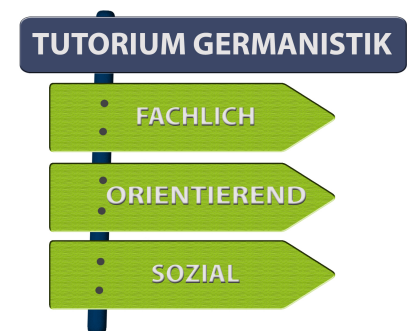 TUTORIUM GERMANISTIK
FACHLICH
ORIENTIEREND
SOZIAL